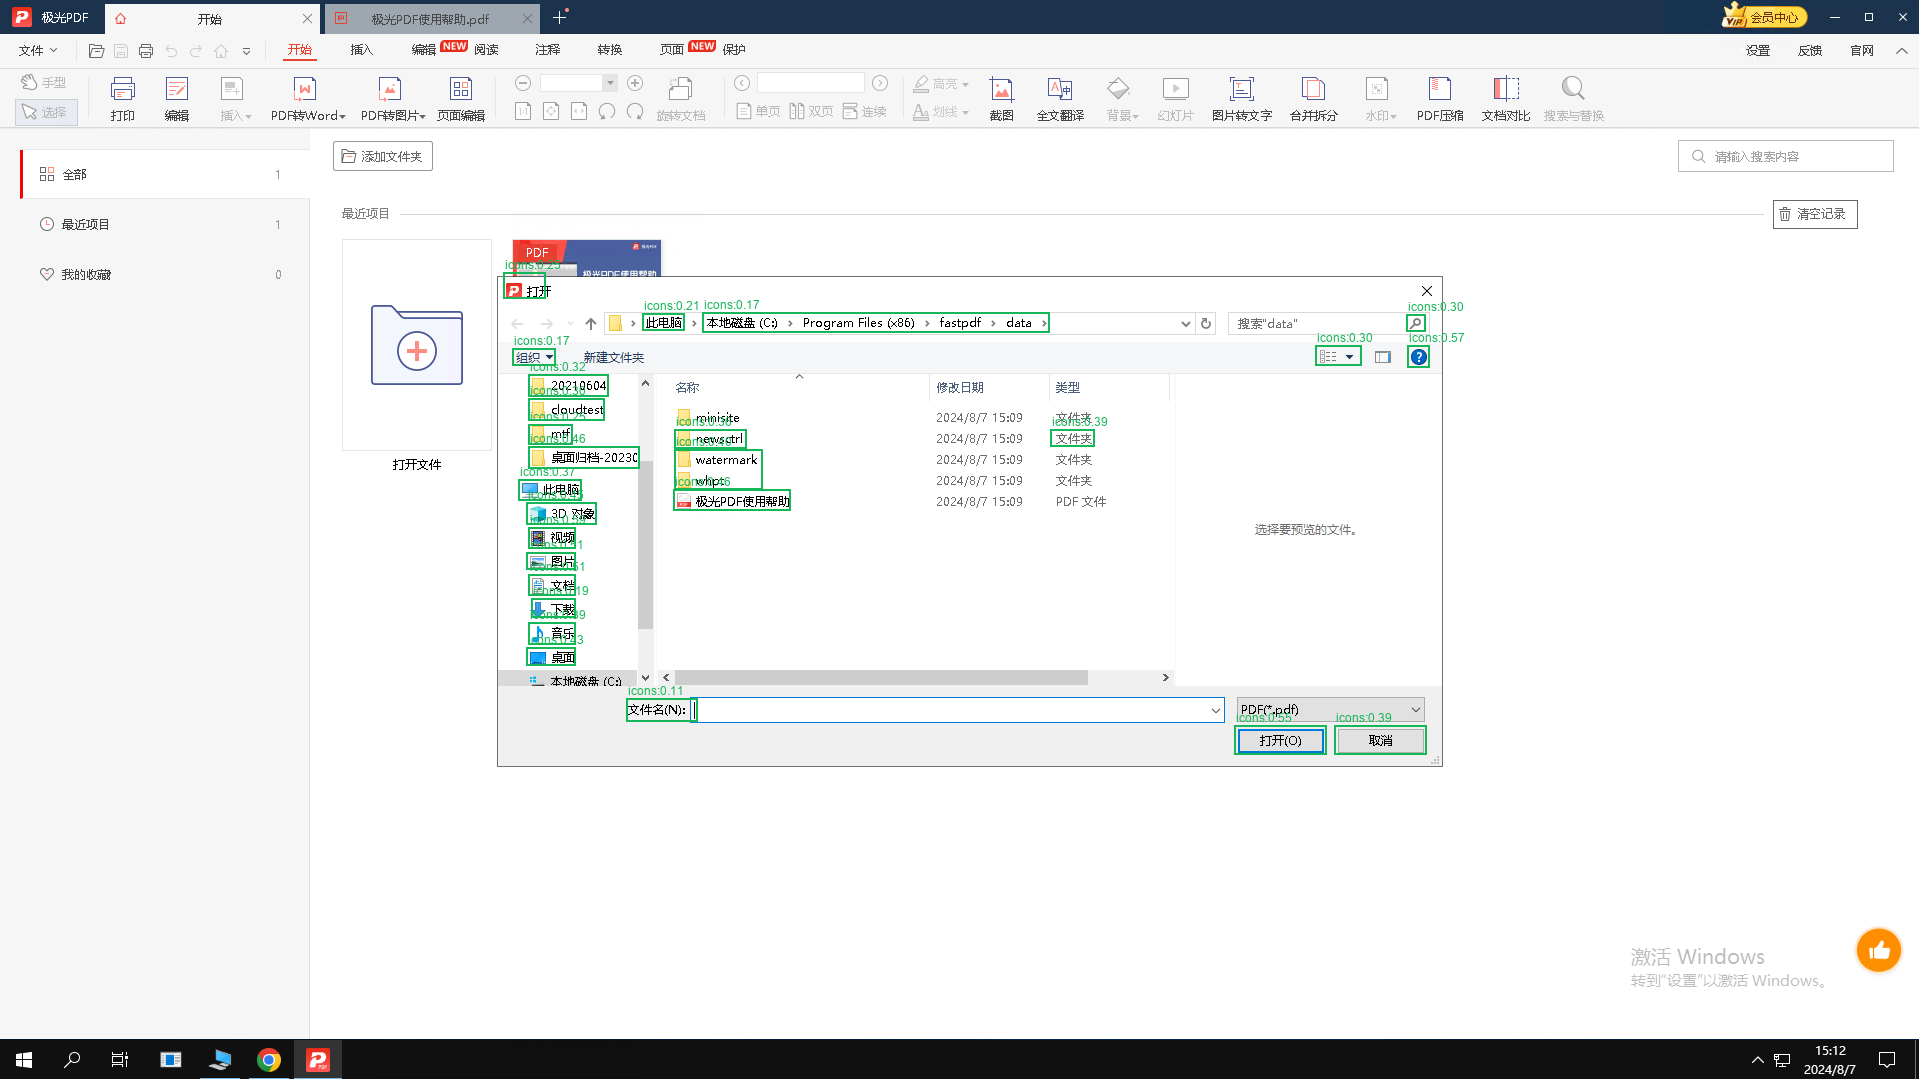 极光PDF
开始
极光PDF使用帮助.pdf
会员中心
文件
开始
插入
编辑
NEW
阅读
注释
转换
页面
NEW
保护
设置
反馈
官网
手型
选择
打印
编辑
插入
PDF转Word
PDF转图片
页面编辑
旋转文档
单页
双页
连续
高亮
划线
截图
全文翻译
背景
幻灯片
图片转文字
合并拆分
水印
PDF压缩
文档对比
搜索与替换
全部
1
最近项目
1
我的收藏
0
添加文件夹
请输入搜索内容
最近项目
清空记录
打开文件
PDF
极光PDF使用帮助
icons:0.25
打开
icons:0.21
icons:0.17
icons:0.30
此电脑
本地磁盘 (C:)
Program Files (x86)
fastpdf
data
搜索"data"
icons:0.17
icons:0.30
icons:0.57
组织
新建文件夹
icons:0.32
20210604
cloudtest
mtf
桌面归档-20230
icons:0.37
此电脑
3D 对象
视频
图片
文档
下载
音乐
桌面
本地磁盘 (C:)
名称
修改日期
类型
minisite
2024/8/7 15:09
文件夹
icons:0.39
newsctrl
2024/8/7 15:09
文件夹
watermark
2024/8/7 15:09
文件夹
whpt
2024/8/7 15:09
文件夹
极光PDF使用帮助
2024/8/7 15:09
PDF 文件
选择要预览的文件。
icons:0.11
文件名(N):
PDF(*.pdf)
icons:0.55
icons:0.39
打开(O)
取消
激活 Windows
转到"设置"以激活 Windows。
15:12
2024/8/7